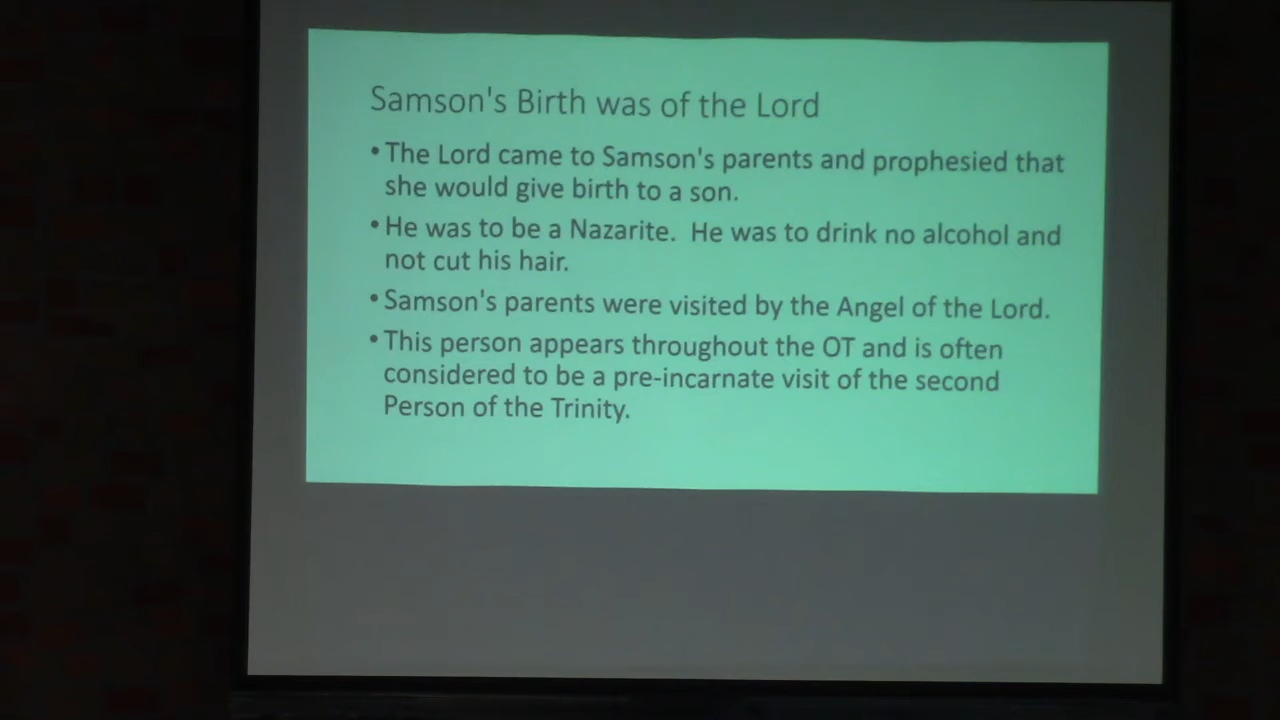 Samson's Birth was of the Lord
•The Lord came to Samson's parents and prophesied that
she would give birth to a son.
•He was to be a Nazarite.  He was to drink no alcohol and
not cut his hair.
•Samson's parents were visited by the Angel of the Lord.
•This person appears throughout the OT and is often
considered to be a pre-incarnate visit of the second
Person of the Trinity.